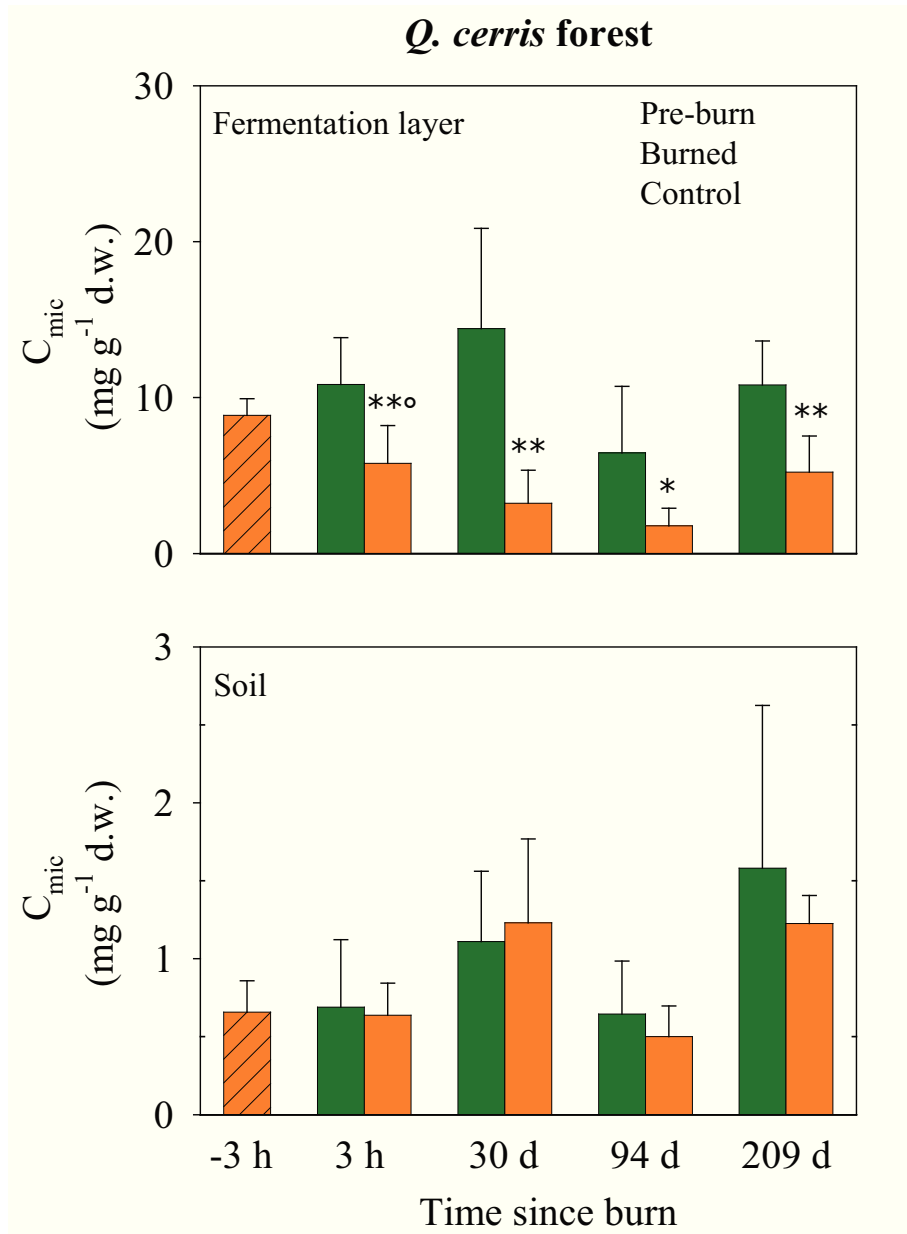 Q. cerris forest
Fermentation layer
Pre-burn
Burned
Control
30
20
10
0
C_mic
(mg g^-1 d.w.)
**°
**
*
**
Soil
3
2
1
0
C_mic
(mg g^-1 d.w.)
-3 h 3 h 30 d 94 d 209 d
Time since burn